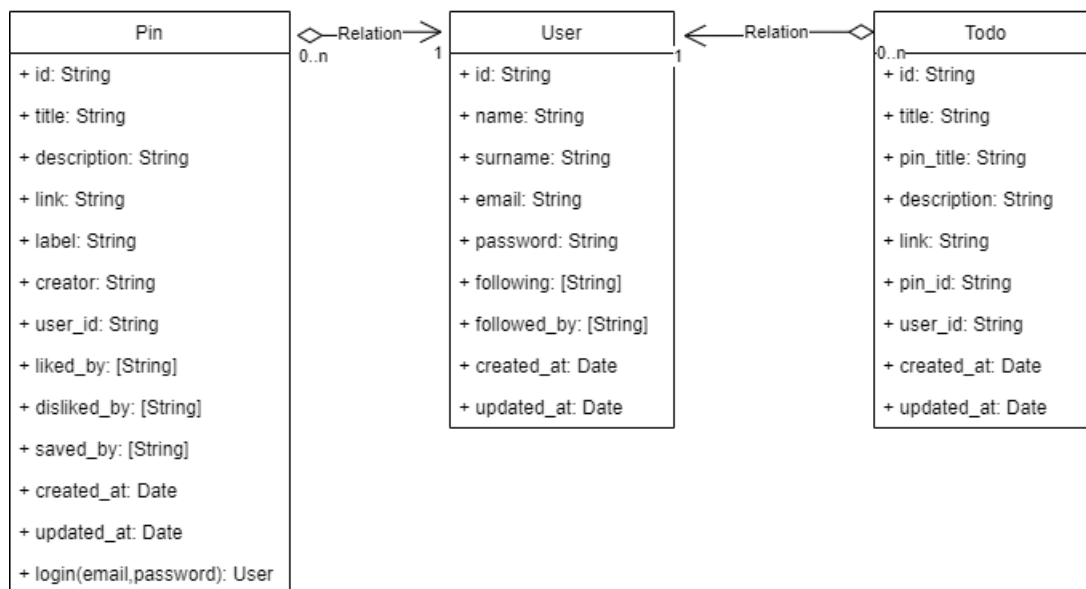 Pin
+ id: String
+ title: String
+ description: String
+ link: String
+ label: String
+ creator: String
+ user_id: String
+ liked_by: [String]
+ disliked_by: [String]
+ saved_by: [String]
+ created_at: Date
+ updated_at: Date
+ login(email,password): User
Relation
0..n
1
User
+ id: String
+ name: String
+ surname: String
+ email: String
+ password: String
+ following: [String]
+ followed_by: [String]
+ created_at: Date
+ updated_at: Date
Relation
1
0..n
Todo
+ id: String
+ title: String
+ pin_title: String
+ description: String
+ link: String
+ pin_id: String
+ user_id: String
+ created_at: Date
+ updated_at: Date